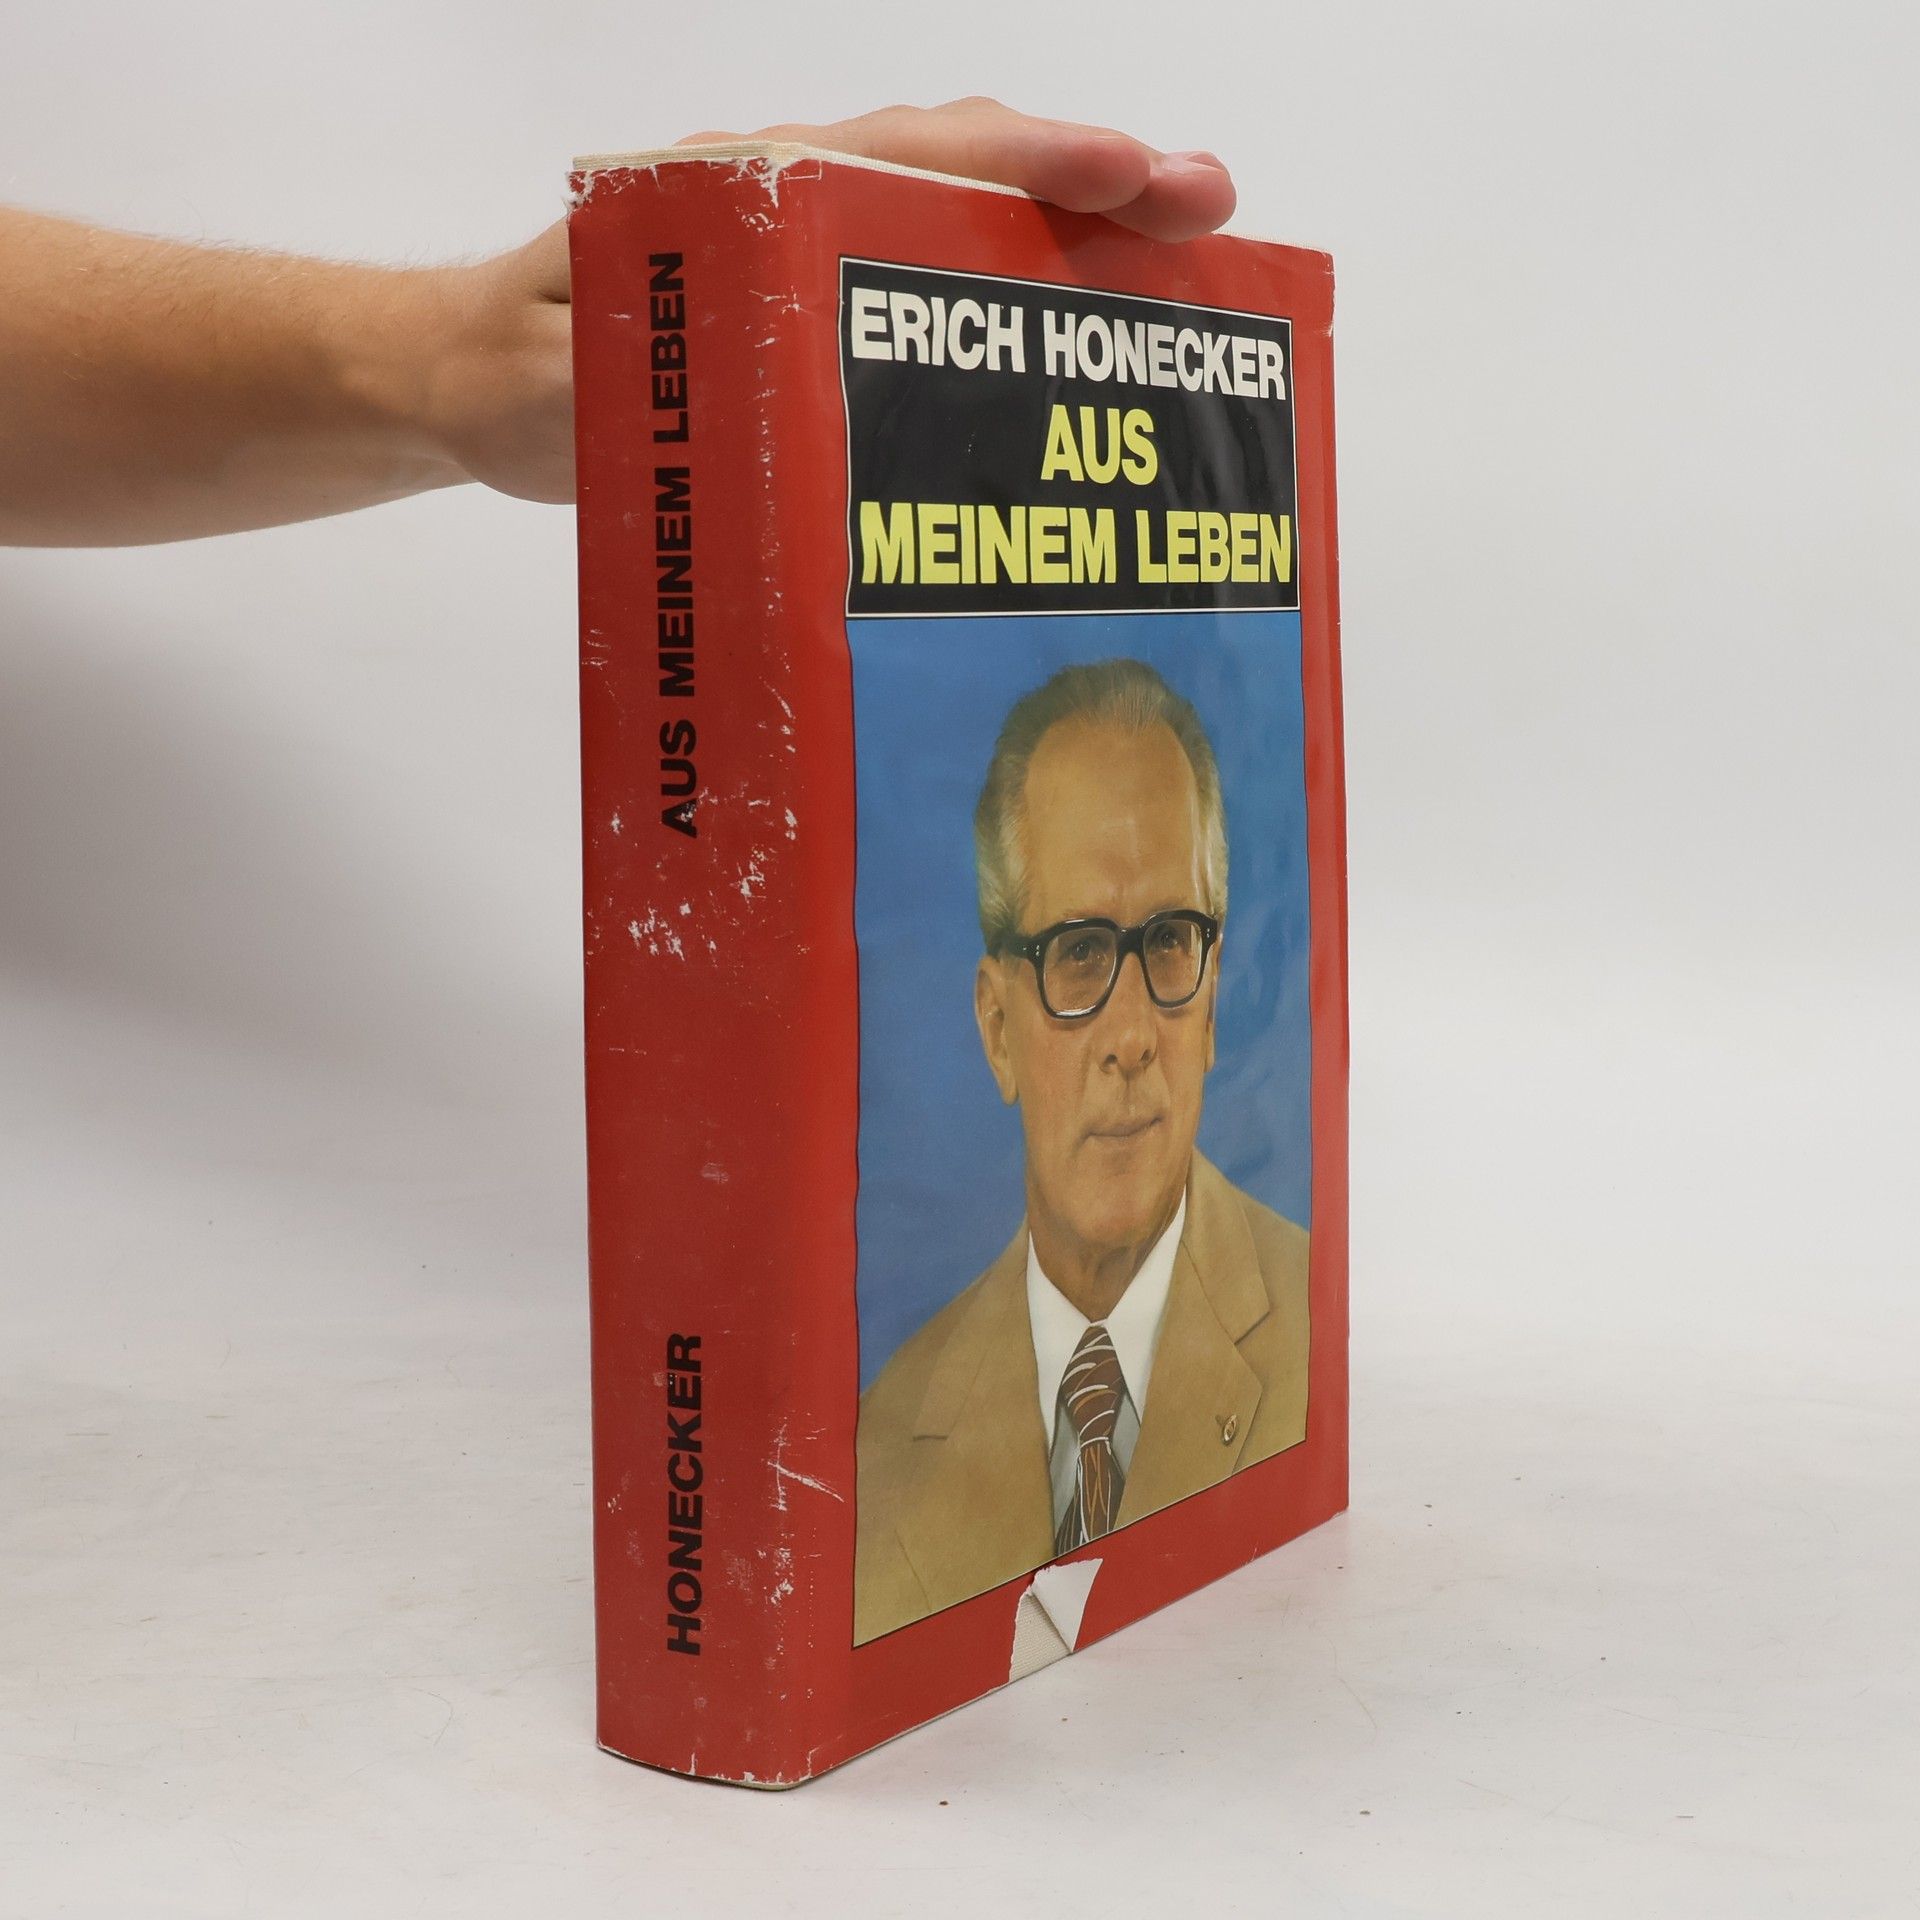 AUS MEINEM LEBEN
HONECKER
ERICH HONECKER
AUS
MEINEM LEBEN